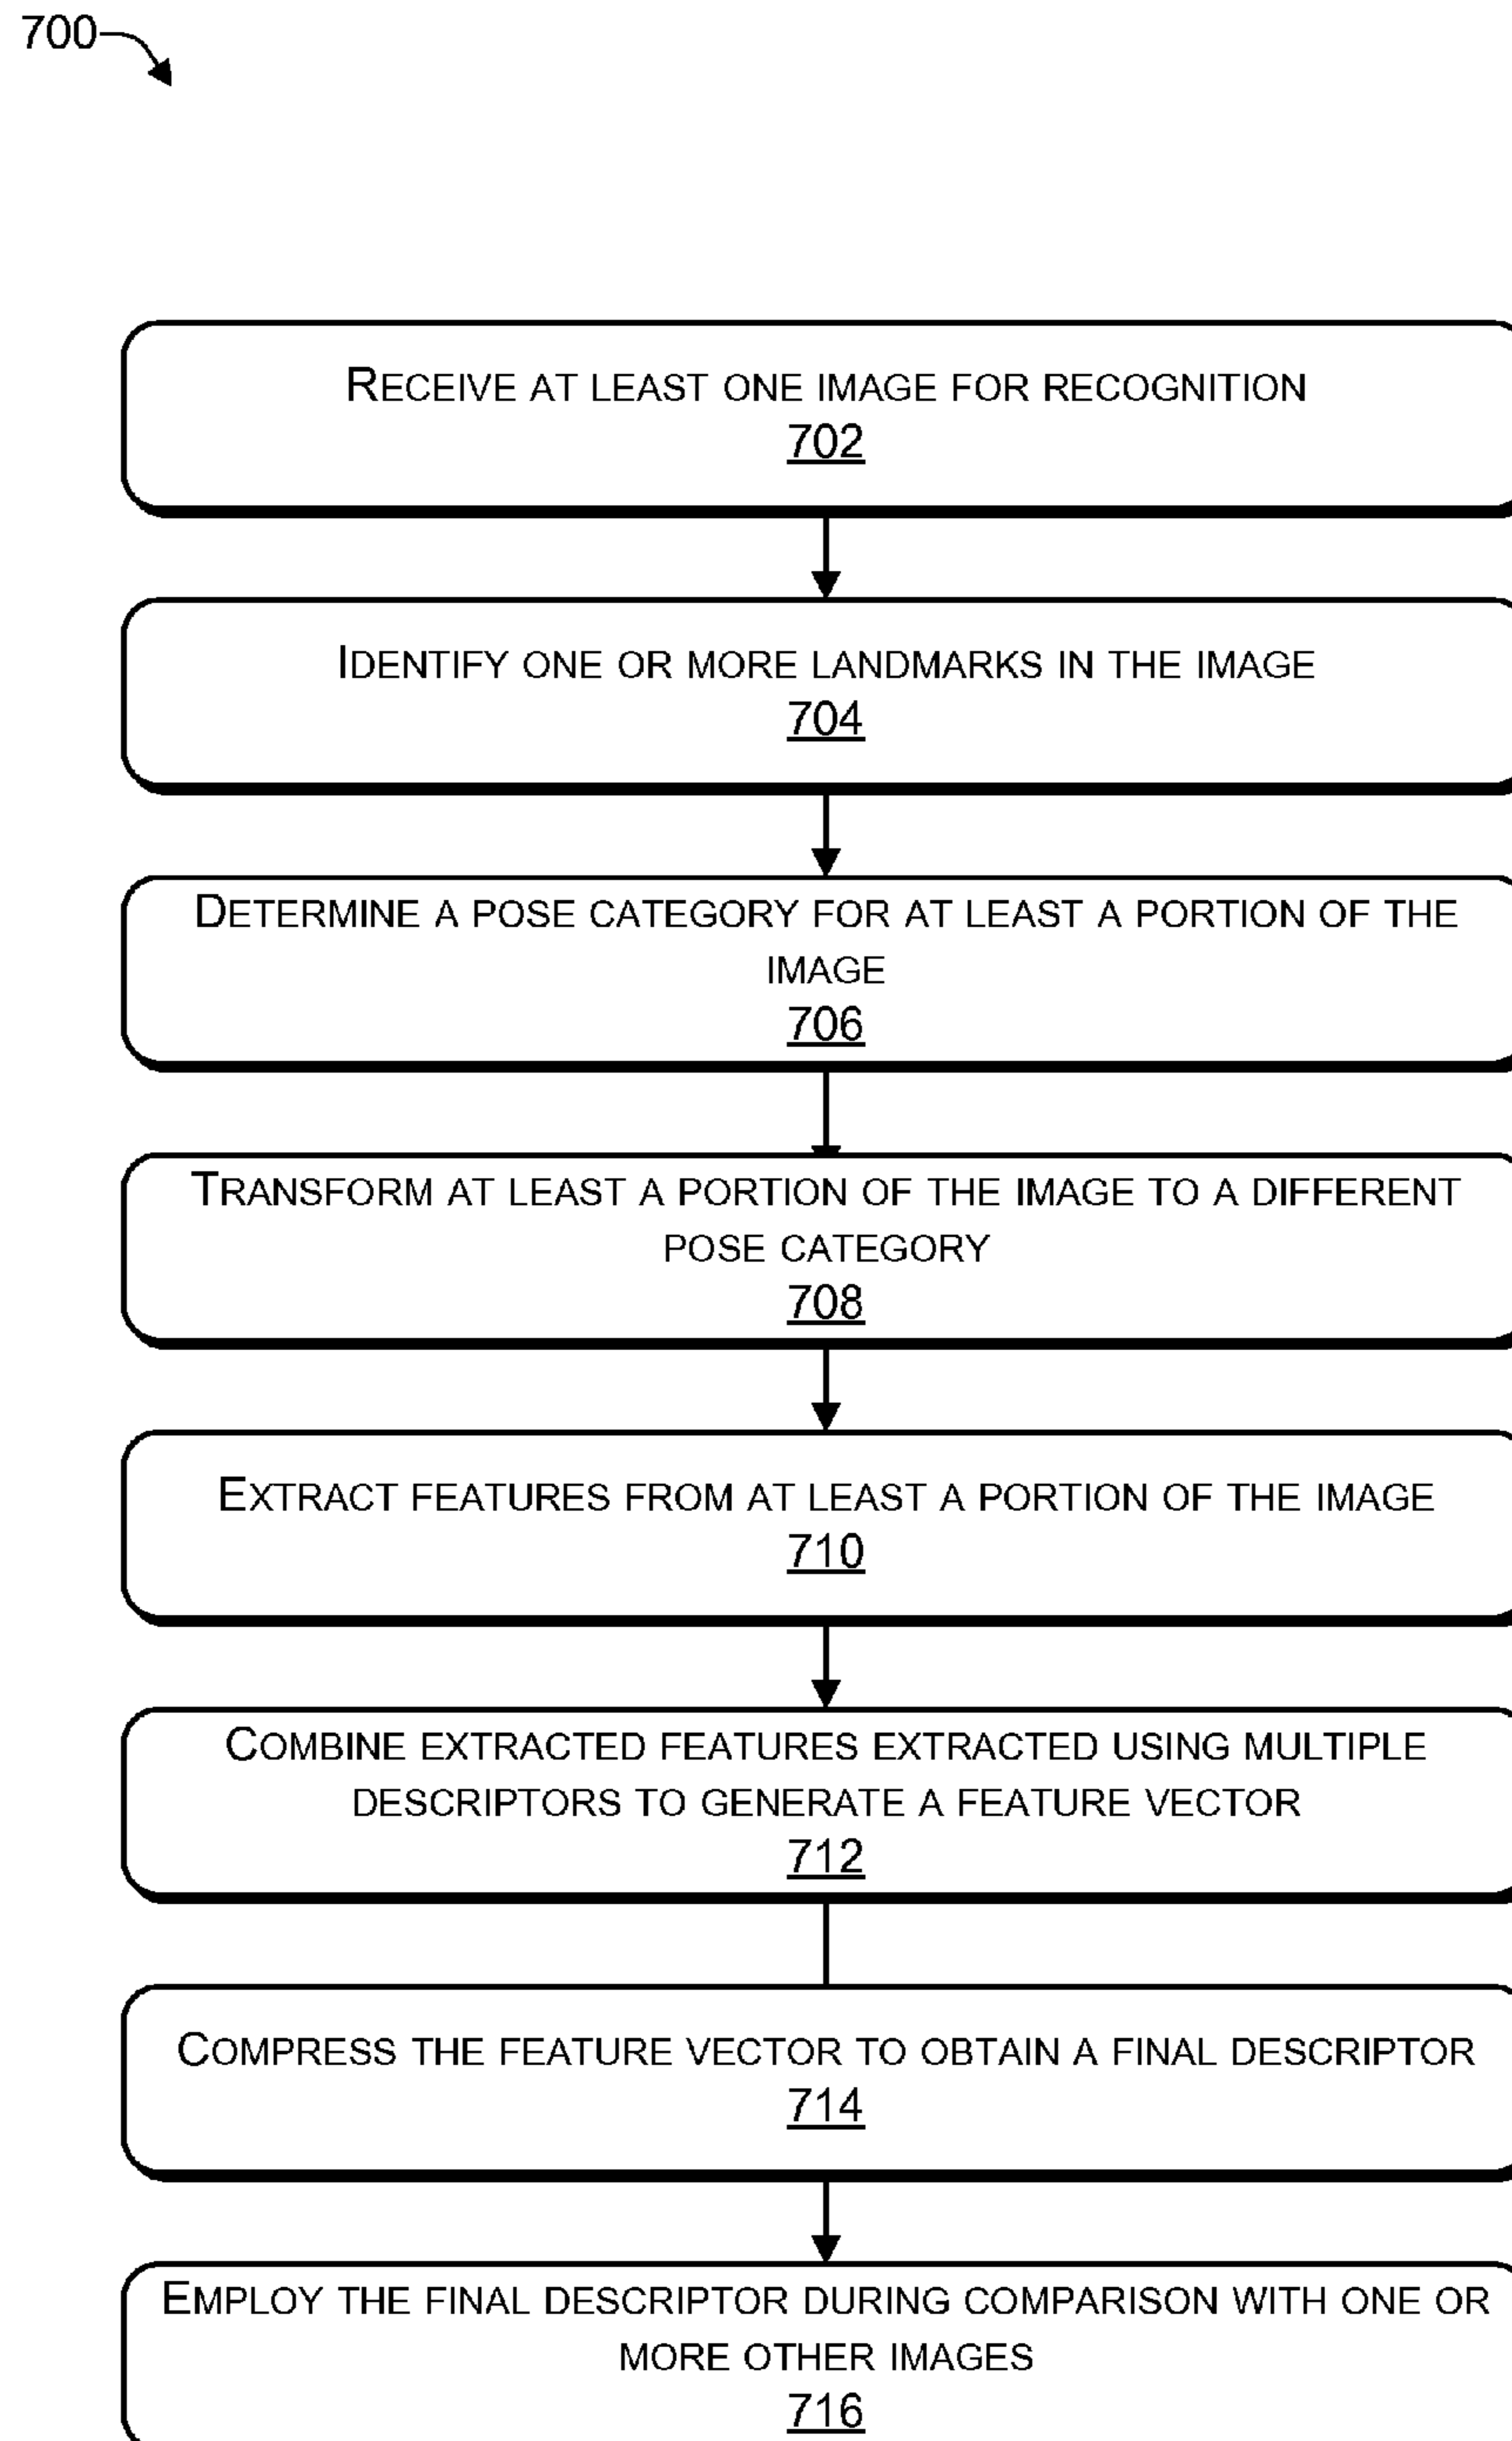 700
RECEIVE AT LEAST ONE IMAGE FOR RECOGNITION
702
IDENTIFY ONE OR MORE LANDMARKS IN THE IMAGE
704
DETERMINE A POSE CATEGORY FOR AT LEAST A PORTION OF THE
IMAGE
706
TRANSFORM AT LEAST A PORTION OF THE IMAGE TO A DIFFERENT
POSE CATEGORY
708
EXTRACT FEATURES FROM AT LEAST A PORTION OF THE IMAGE
710
COMBINE EXTRACTED FEATURES EXTRACTED USING MULTIPLE
DESCRIPTORS TO GENERATE A FEATURE VECTOR
712
COMPRESS THE FEATURE VECTOR TO OBTAIN A FINAL DESCRIPTOR
714
EMPLOY THE FINAL DESCRIPTOR DURING COMPARISON WITH ONE OR
MORE OTHER IMAGES
716